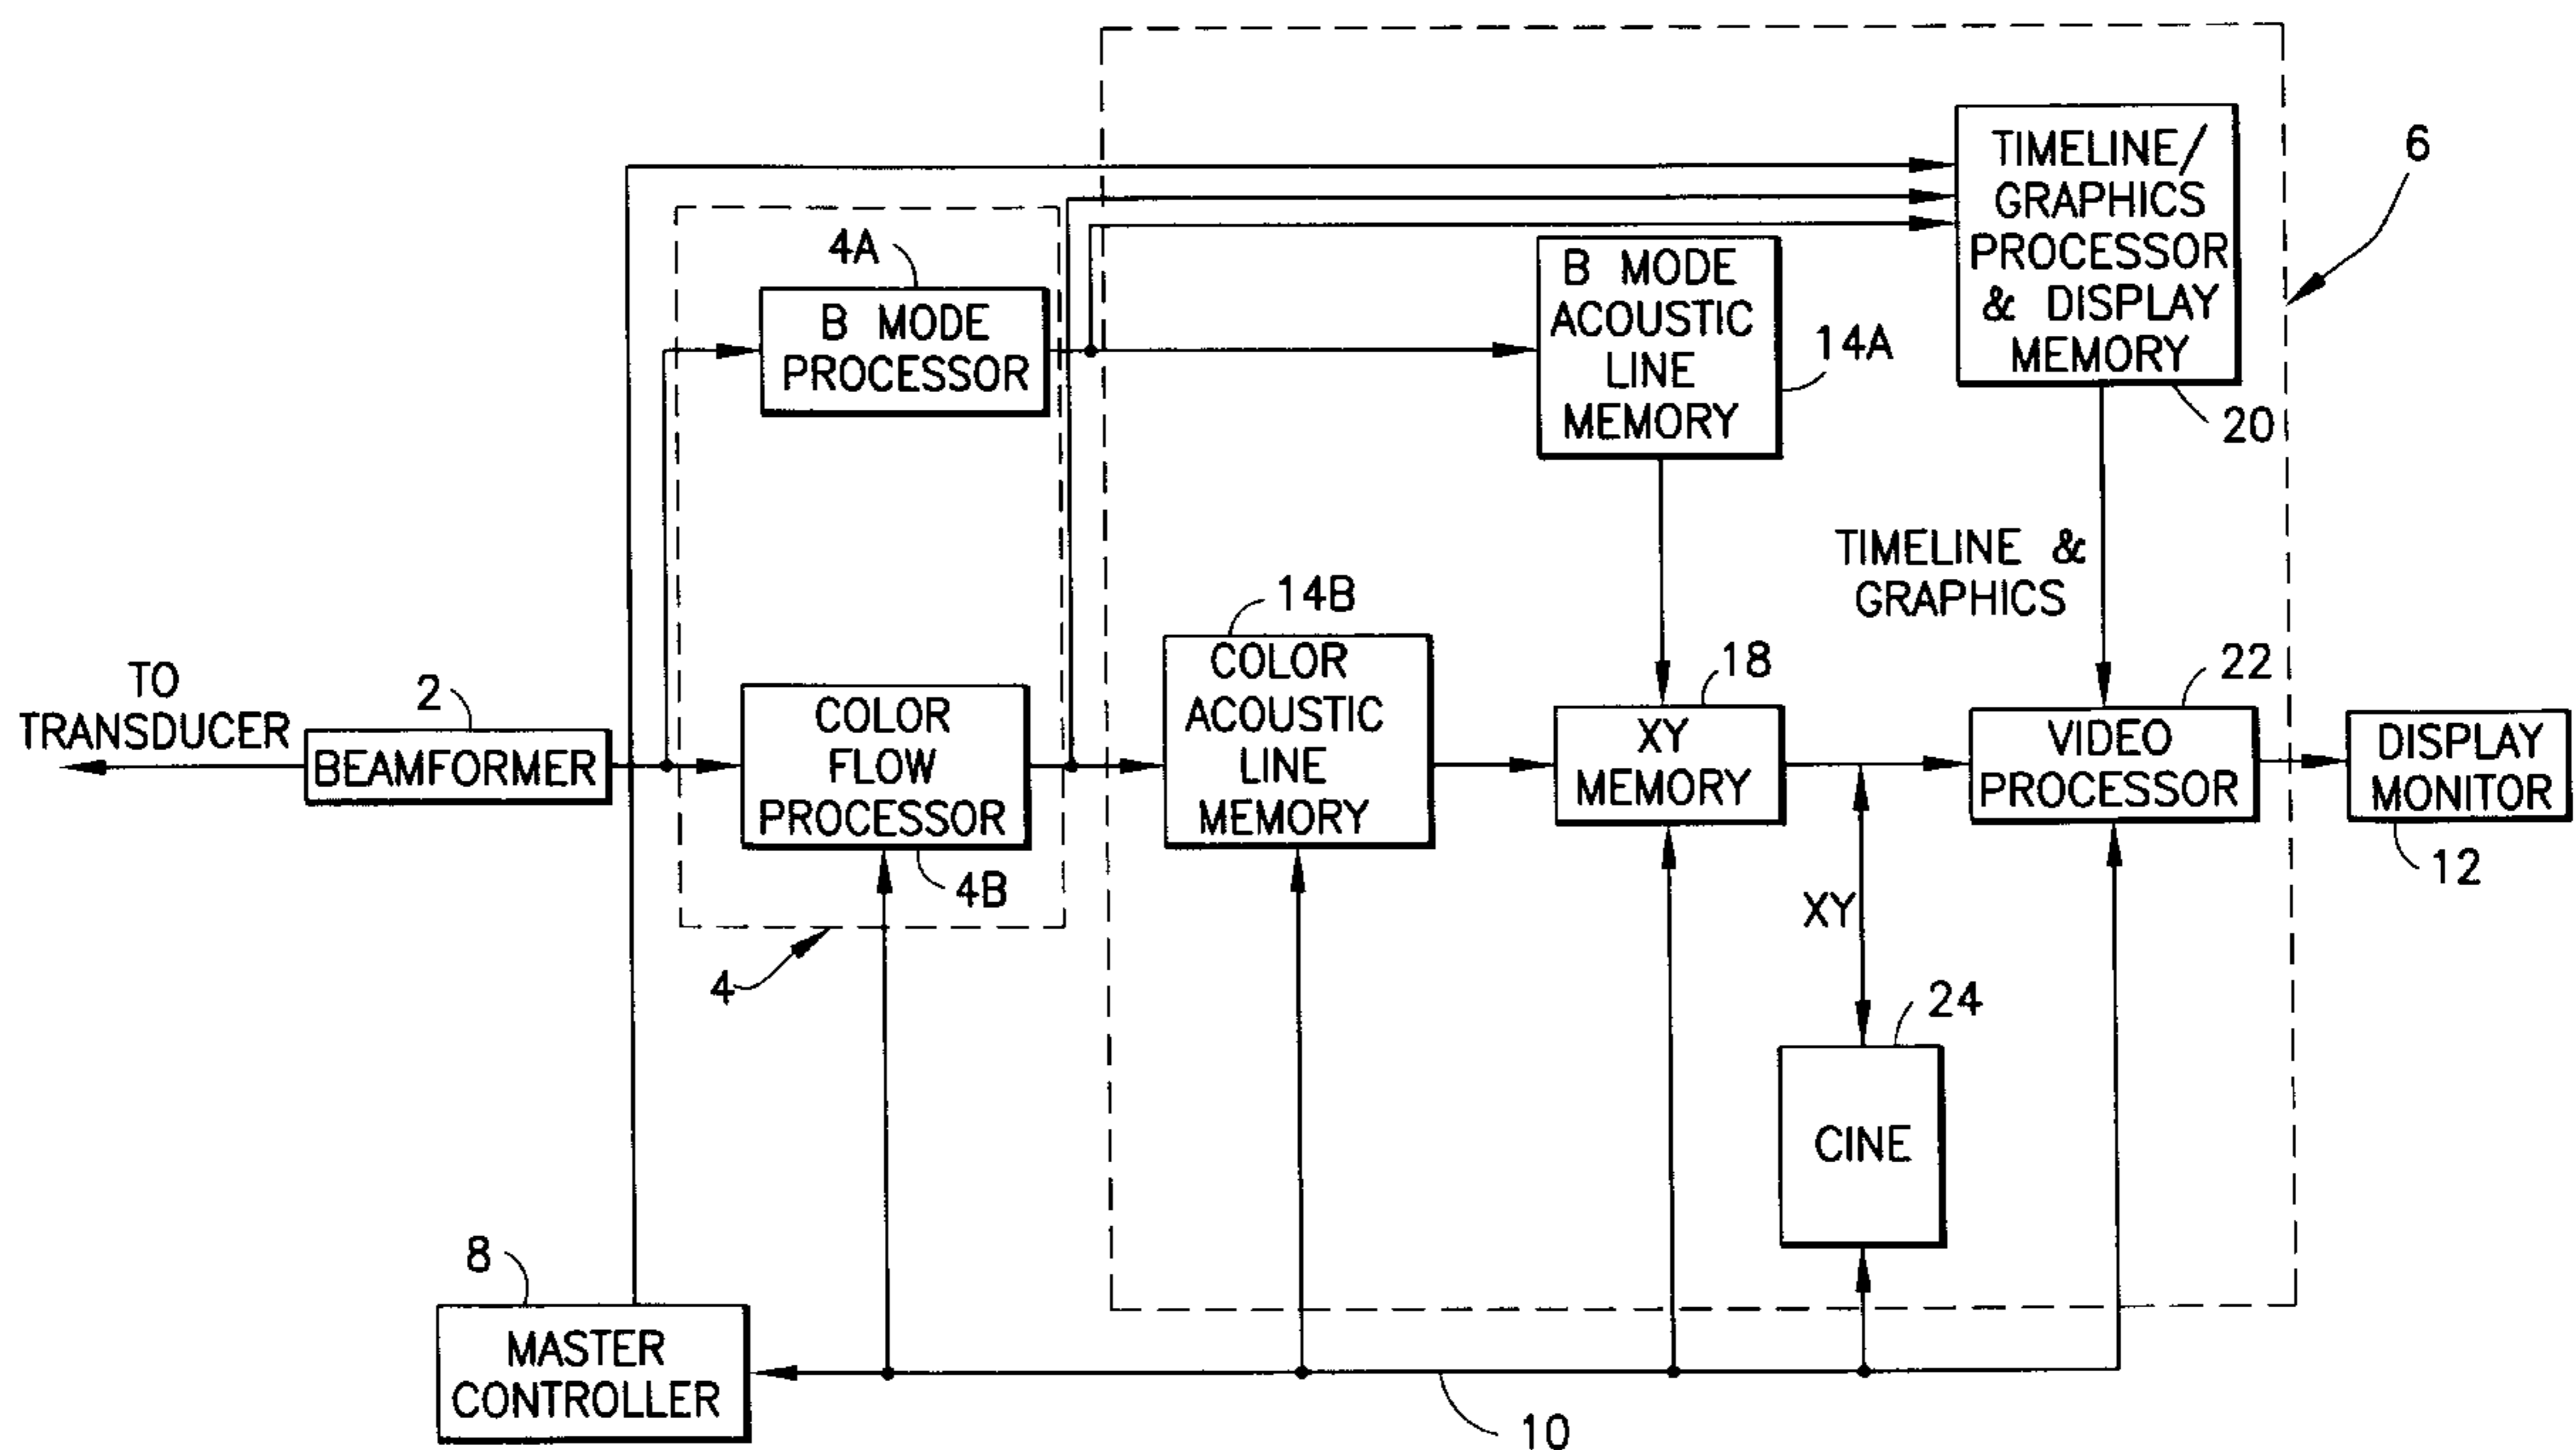 TIMELINE/
GRAPHICS
PROCESSOR
& DISPLAY
MEMORY
20
6
4A
B MODE
PROCESSOR
B MODE
ACOUSTIC
LINE
MEMORY
14A
TIMELINE &
GRAPHICS
TO
TRANSDUCER
2
BEAMFORMER
COLOR
FLOW
PROCESSOR
4B
4
14B
COLOR
ACOUSTIC
LINE
MEMORY
18
XY
MEMORY
22
VIDEO
PROCESSOR
DISPLAY
MONITOR
12
XY
24
CINE
8
MASTER
CONTROLLER
10